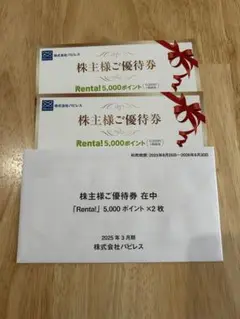 株式会社パピレス
株主様ご優待券
Renta! 5,000ポイント
株式会社パピレス
株主様ご優待券
Renta! 5,000ポイント
株主様ご優待券 在中
「Renta!」5,000 ポイント ×2 枚
2025 年 3 月期
株式会社パピレス